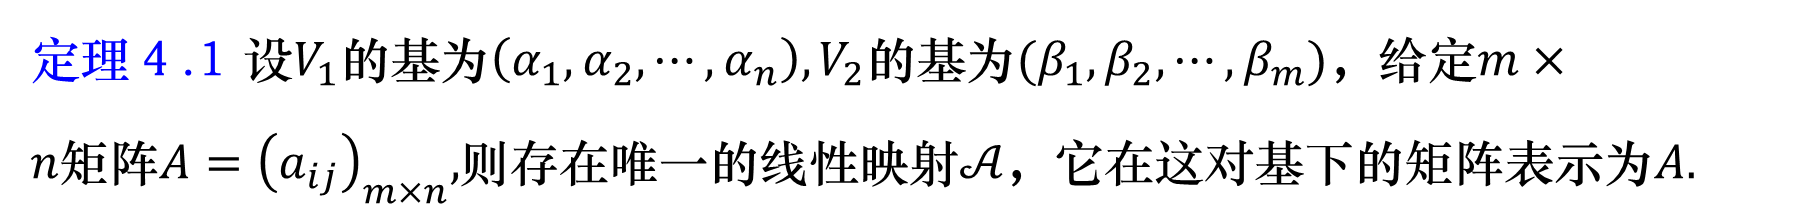 定理 4 .1 设V₁的基为(α₁, α₂, ⋯ , αₙ), V₂的基为(β₁, β₂, ⋯ , βₘ)，给定m ×
n矩阵A = (aᵢⱼ)ₘ×ₙ,则存在唯一的线性映射𝒜，它在这对基下的矩阵表示为A.